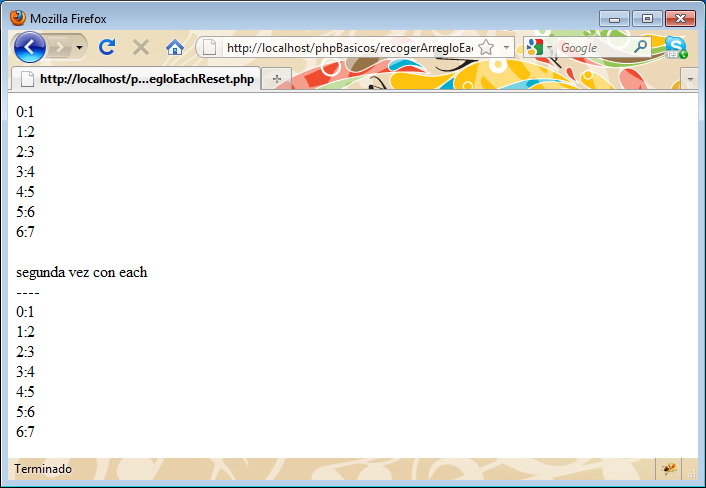 Mozilla Firefox
http://localhost/phpBasicos/recogerArregloEac
Google
http://localhost/p...egloEachReset.php
0:1
1:2
2:3
3:4
4:5
5:6
6:7
segunda vez con each
----
0:1
1:2
2:3
3:4
4:5
5:6
6:7
Terminado